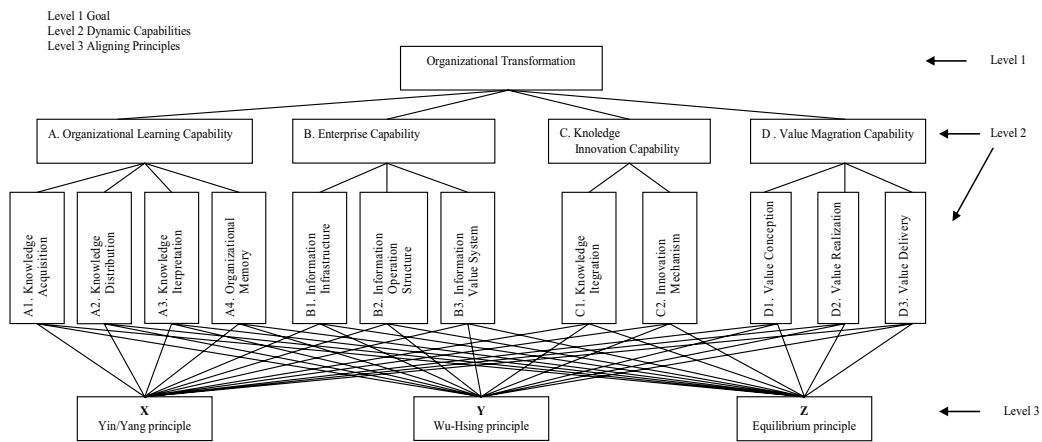 Level 1 Goal
Level 2 Dynamic Capabilities
Level 3 Aligning Principles
Organizational Transformation
Level 1
A. Organizational Learning Capability
B. Enterprise Capability
C. Knoledge
Innovation Capability
D . Value Magration Capability
Level 2
A1. Knowledge
Acquisition
A2. Knowledge
Distribution
A3. Knowledge
Iterpretation
A4. Organizational
Memory
B1. Information
Infrastructure
B2. Information
Operation
Structure
B3. Information
Value System
C1. Knowledge
Itegration
C2. Innovation
Mechanism
D1. Value Conception
D2. Value Realization
D3. Value Delivery
X
Yin/Yang principle
Y
Wu-Hsing principle
Z
Equilibrium principle
Level 3